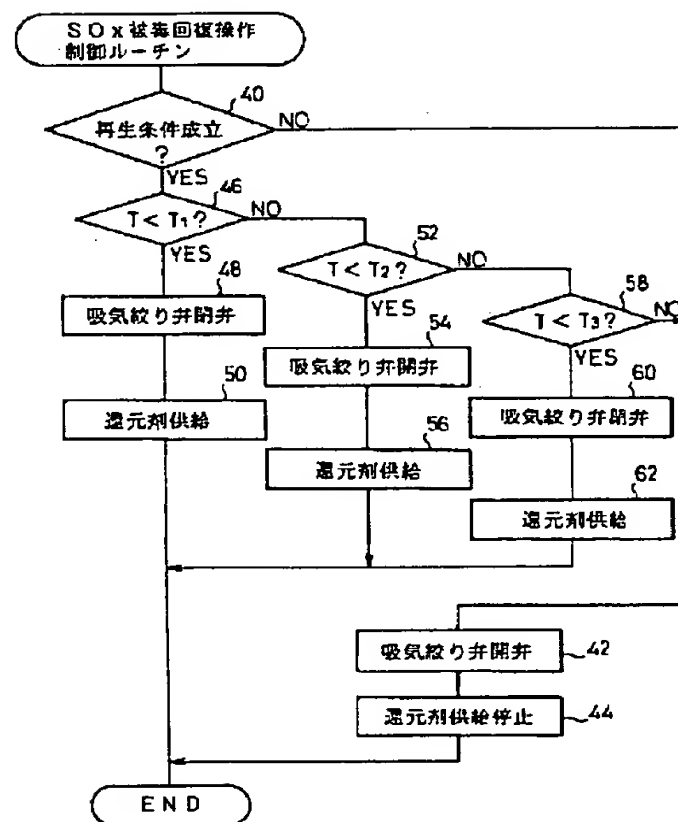 SOx被毒回復操作
制御ルーチン
40
再生条件成立
?
NO
YES
46
T<T1?
NO
YES
52
T<T2?
NO
YES
58
T<T3?
NO
YES
48
吸気絞り弁閉弁
54
吸気絞り弁閉弁
60
吸気絞り弁閉弁
50
還元剤供給
56
還元剤供給
62
還元剤供給
吸気絞り弁開弁
42
還元剤供給停止
44
END